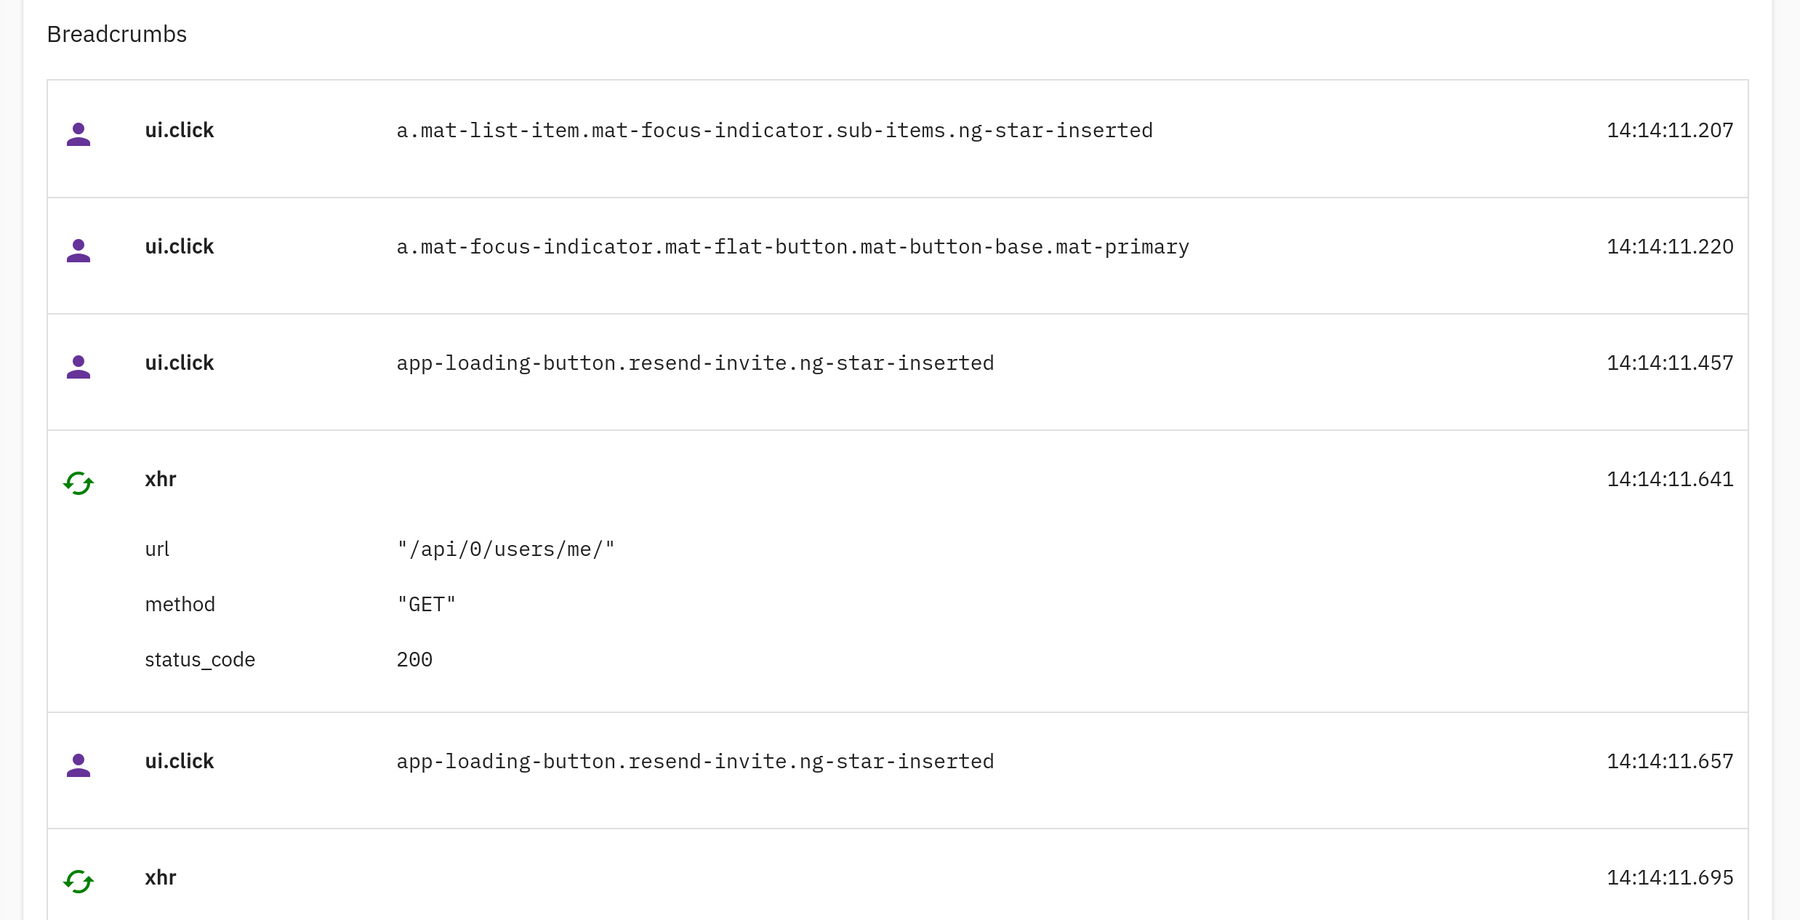 Breadcrumbs
ui.click a.mat-list-item.mat-focus-indicator.sub-items.ng-star-inserted 14:14:11.207
ui.click a.mat-focus-indicator.mat-flat-button.mat-button-base.mat-primary 14:14:11.220
ui.click app-loading-button.resend-invite.ng-star-inserted 14:14:11.457
xhr 14:14:11.641
url "/api/0/users/me/"
method "GET"
status_code 200
ui.click app-loading-button.resend-invite.ng-star-inserted 14:14:11.657
xhr 14:14:11.695